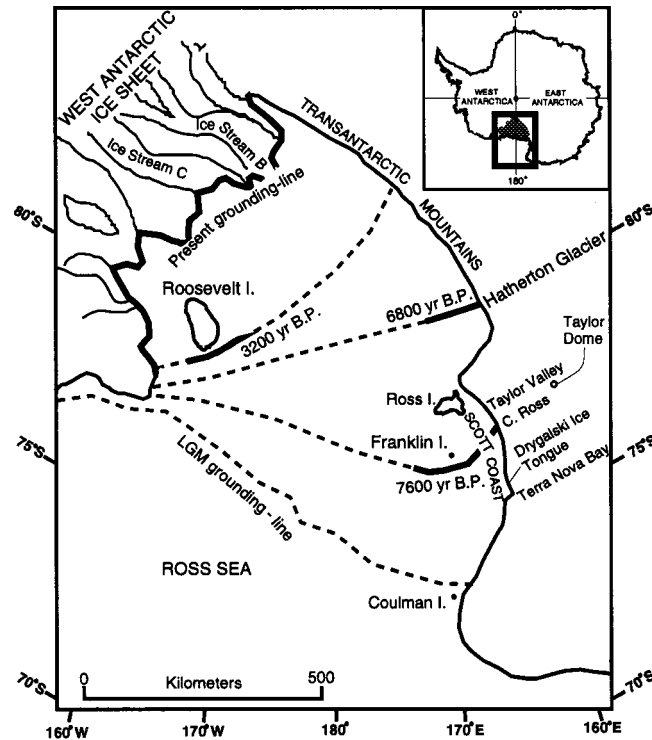 WEST ANTARCTIC
ICE SHEET
Ice Stream B
Ice Stream C
Present grounding-line
TRANSANTARCTIC
MOUNTAINS
0°
WEST
ANTARCTICA
EAST
ANTARCTICA
180°
80°S
80°S
Roosevelt I.
3200 yr B.P.
6800 yr B.P.
Hatherton Glacier
Taylor
Dome
Ross I.
Taylor Valley
C. Ross
Franklin I.
SCOTT COAST
Drygalski Ice
Tongue
Terra Nova Bay
75°S
75°S
7600 yr B.P.
LGM grounding - line
ROSS SEA
Coulman I.
0
Kilometers
500
70°S
70°S
160°W
170°W
180°
170°E
160°E